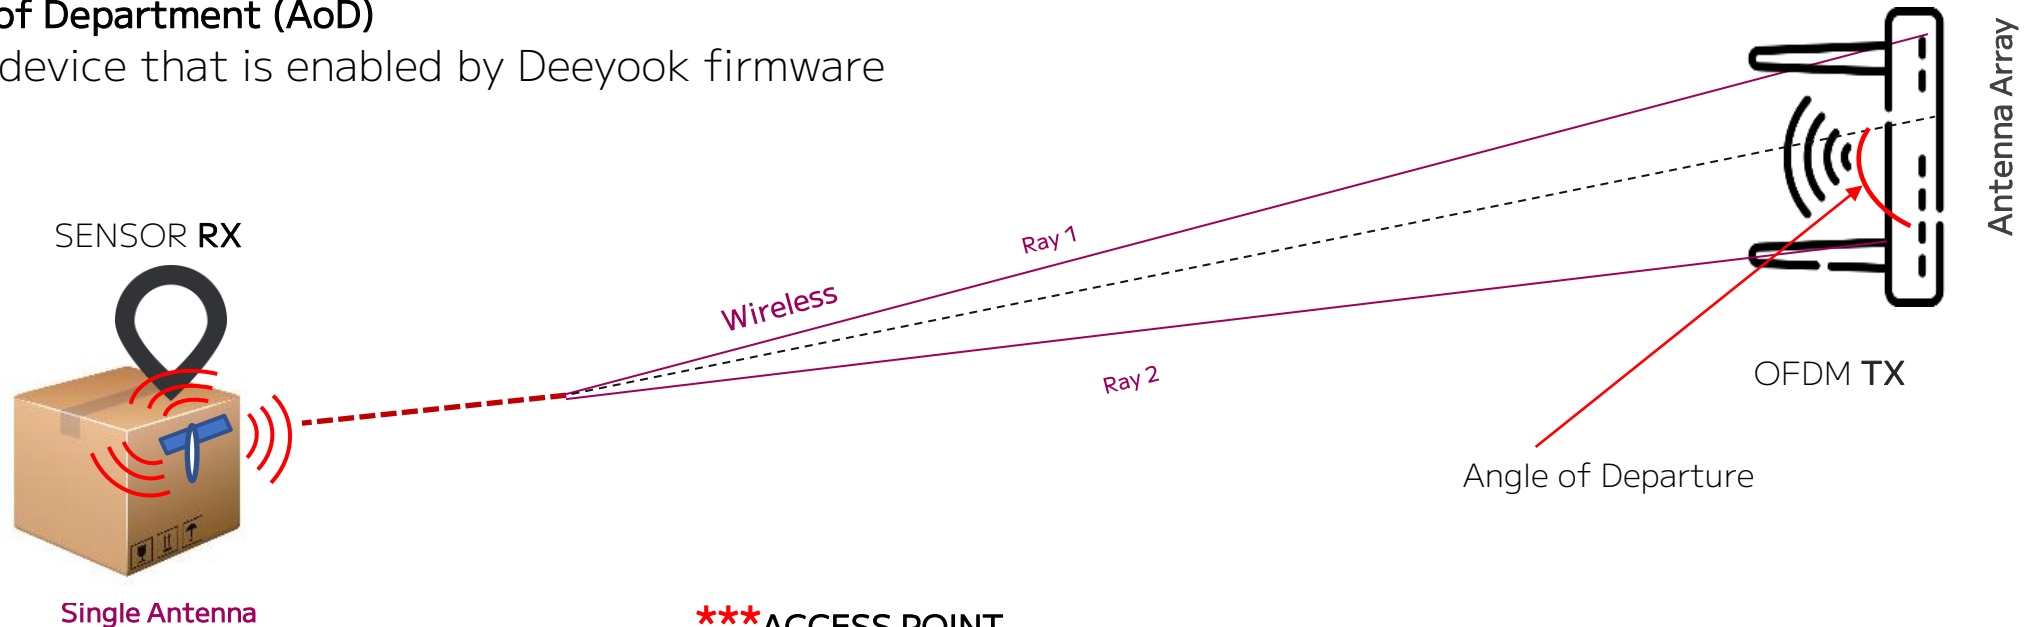 of Department (AoD)
device that is enabled by Deeyook firmware
Antenna Array
SENSOR RX
Ray 1
Wireless
Ray 2
OFDM TX
Angle of Departure
Single Antenna
***ACCESS POINT